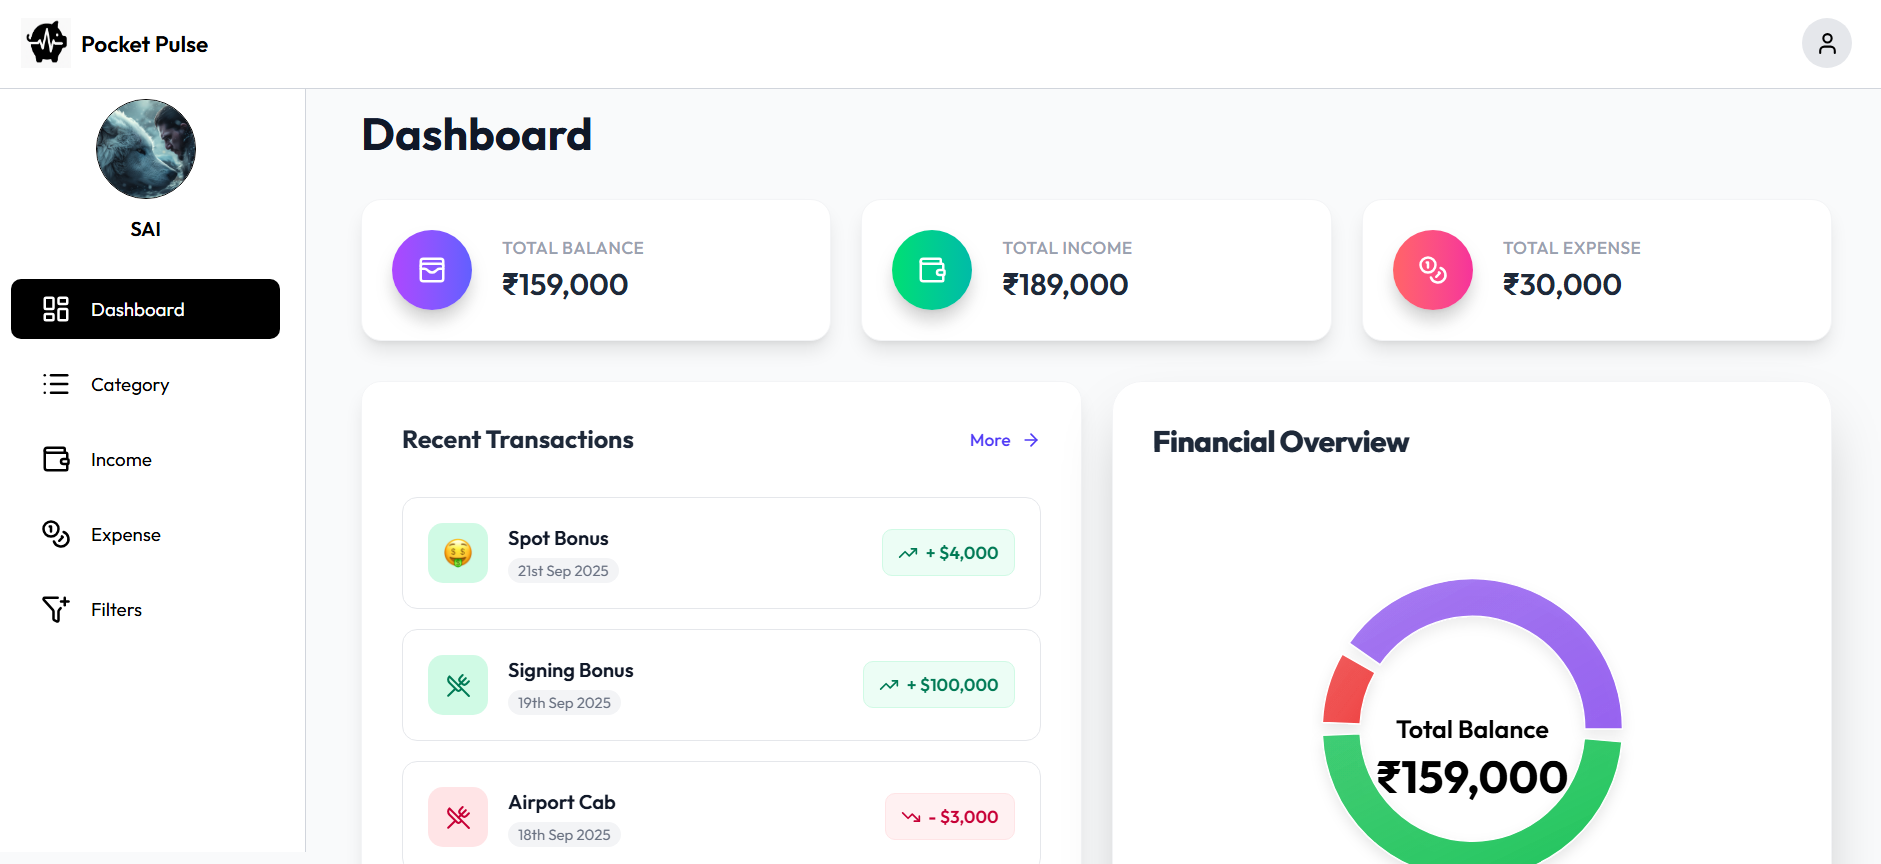 Pocket Pulse
SAI
Dashboard
Category
Income
Expense
Filters
Dashboard
TOTAL BALANCE
₹159,000
TOTAL INCOME
₹189,000
TOTAL EXPENSE
₹30,000
Recent Transactions
More
Spot Bonus
21st Sep 2025
+ $4,000
Signing Bonus
19th Sep 2025
+ $100,000
Airport Cab
18th Sep 2025
- $3,000
Financial Overview
Total Balance
₹159,000